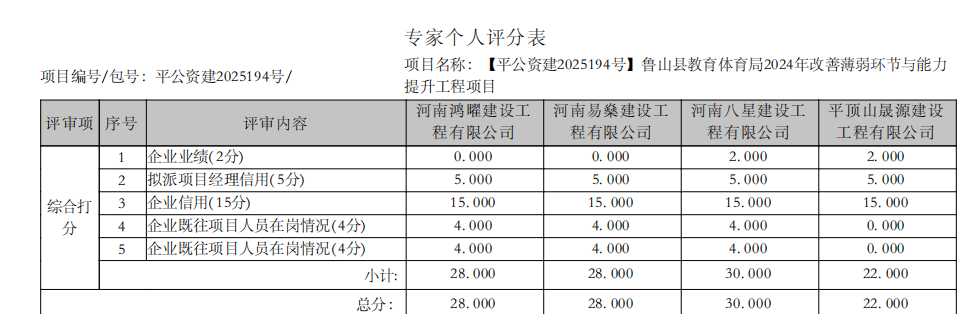 专家个人评分表
项目编号/包号: 平公资建2025194号/
项目名称: 【平公资建2025194号】鲁山县教育体育局2024年改善薄弱环节与能力
提升工程项目
评审项 序号 评审内容 河南鸿曜建设工程有限公司 河南易燊建设工程有限公司 河南八星建设工程有限公司 平顶山晟源建设工程有限公司
综合打分
1 企业业绩(2分) 0.000 0.000 2.000 2.000
2 拟派项目经理信用(5分) 5.000 5.000 5.000 5.000
3 企业信用(15分) 15.000 15.000 15.000 15.000
4 企业既往项目人员在岗情况(4分) 4.000 4.000 4.000 0.000
5 企业既往项目人员在岗情况(4分) 4.000 4.000 4.000 0.000
小计: 28.000 28.000 30.000 22.000
总分: 28.000 28.000 30.000 22.000